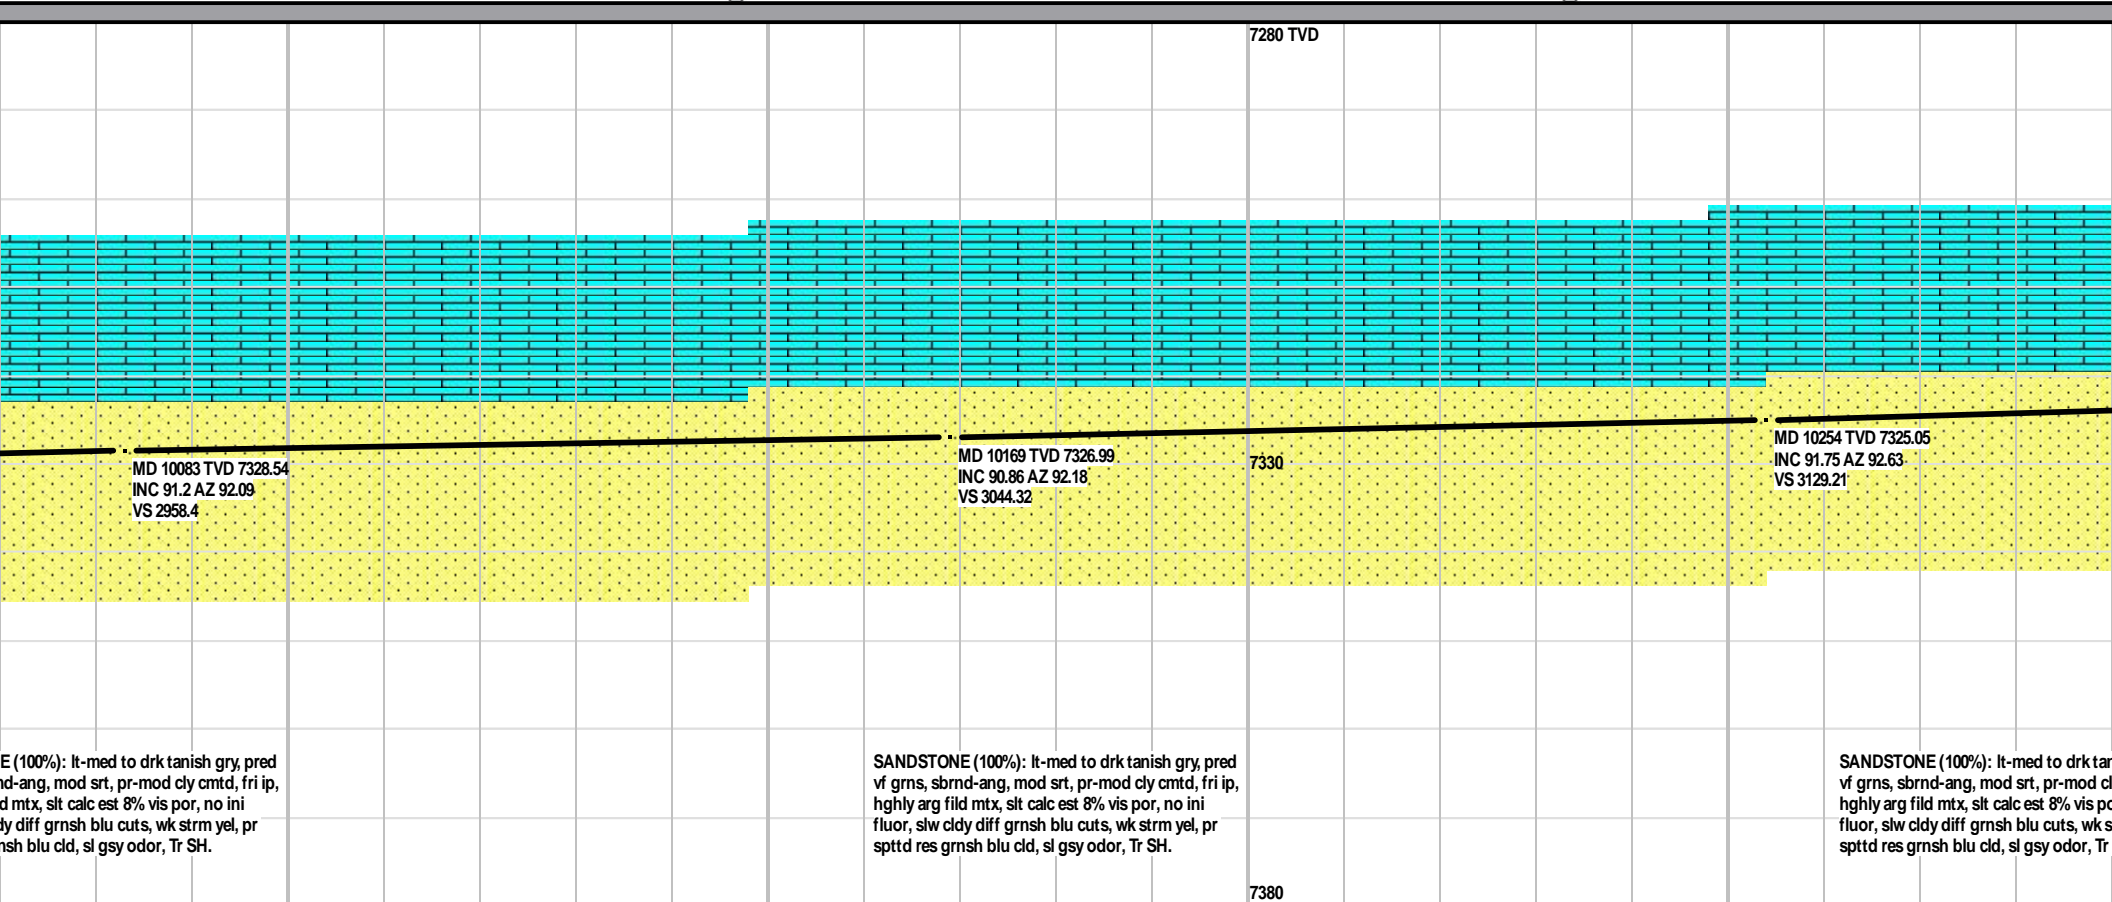 7280 TVD
MD 10083 TVD 7328.54
INC 91.2 AZ 92.09
VS 2958.4
MD 10169 TVD 7326.99
INC 90.86 AZ 92.18
VS 3044.32
7330
MD 10254 TVD 7325.05
INC 91.75 AZ 92.63
VS 3129.21
E (100%): lt-med to drk tanish gry, pred
nd-ang, mod srt, pr-mod cly cmtd, fri ip,
d mtx, slt calc est 8% vis por, no ini
dy diff grnsh blu cuts, wk strm yel, pr
nsh blu cld, sl gsy odor, Tr SH.
SANDSTONE (100%): lt-med to drk tanish gry, pred
vf grns, sbrnd-ang, mod srt, pr-mod cly cmtd, fri ip,
hghly arg fild mtx, slt calc est 8% vis por, no ini
fluor, slw cldy diff grnsh blu cuts, wk strm yel, pr
spttd res grnsh blu cld, sl gsy odor, Tr SH.
SANDSTONE (100%): lt-med to drk tan
vf grns, sbrnd-ang, mod srt, pr-mod cl
hghly arg fild mtx, slt calc est 8% vis po
fluor, slw cldy diff grnsh blu cuts, wk s
spttd res grnsh blu cld, sl gsy odor, Tr
7380